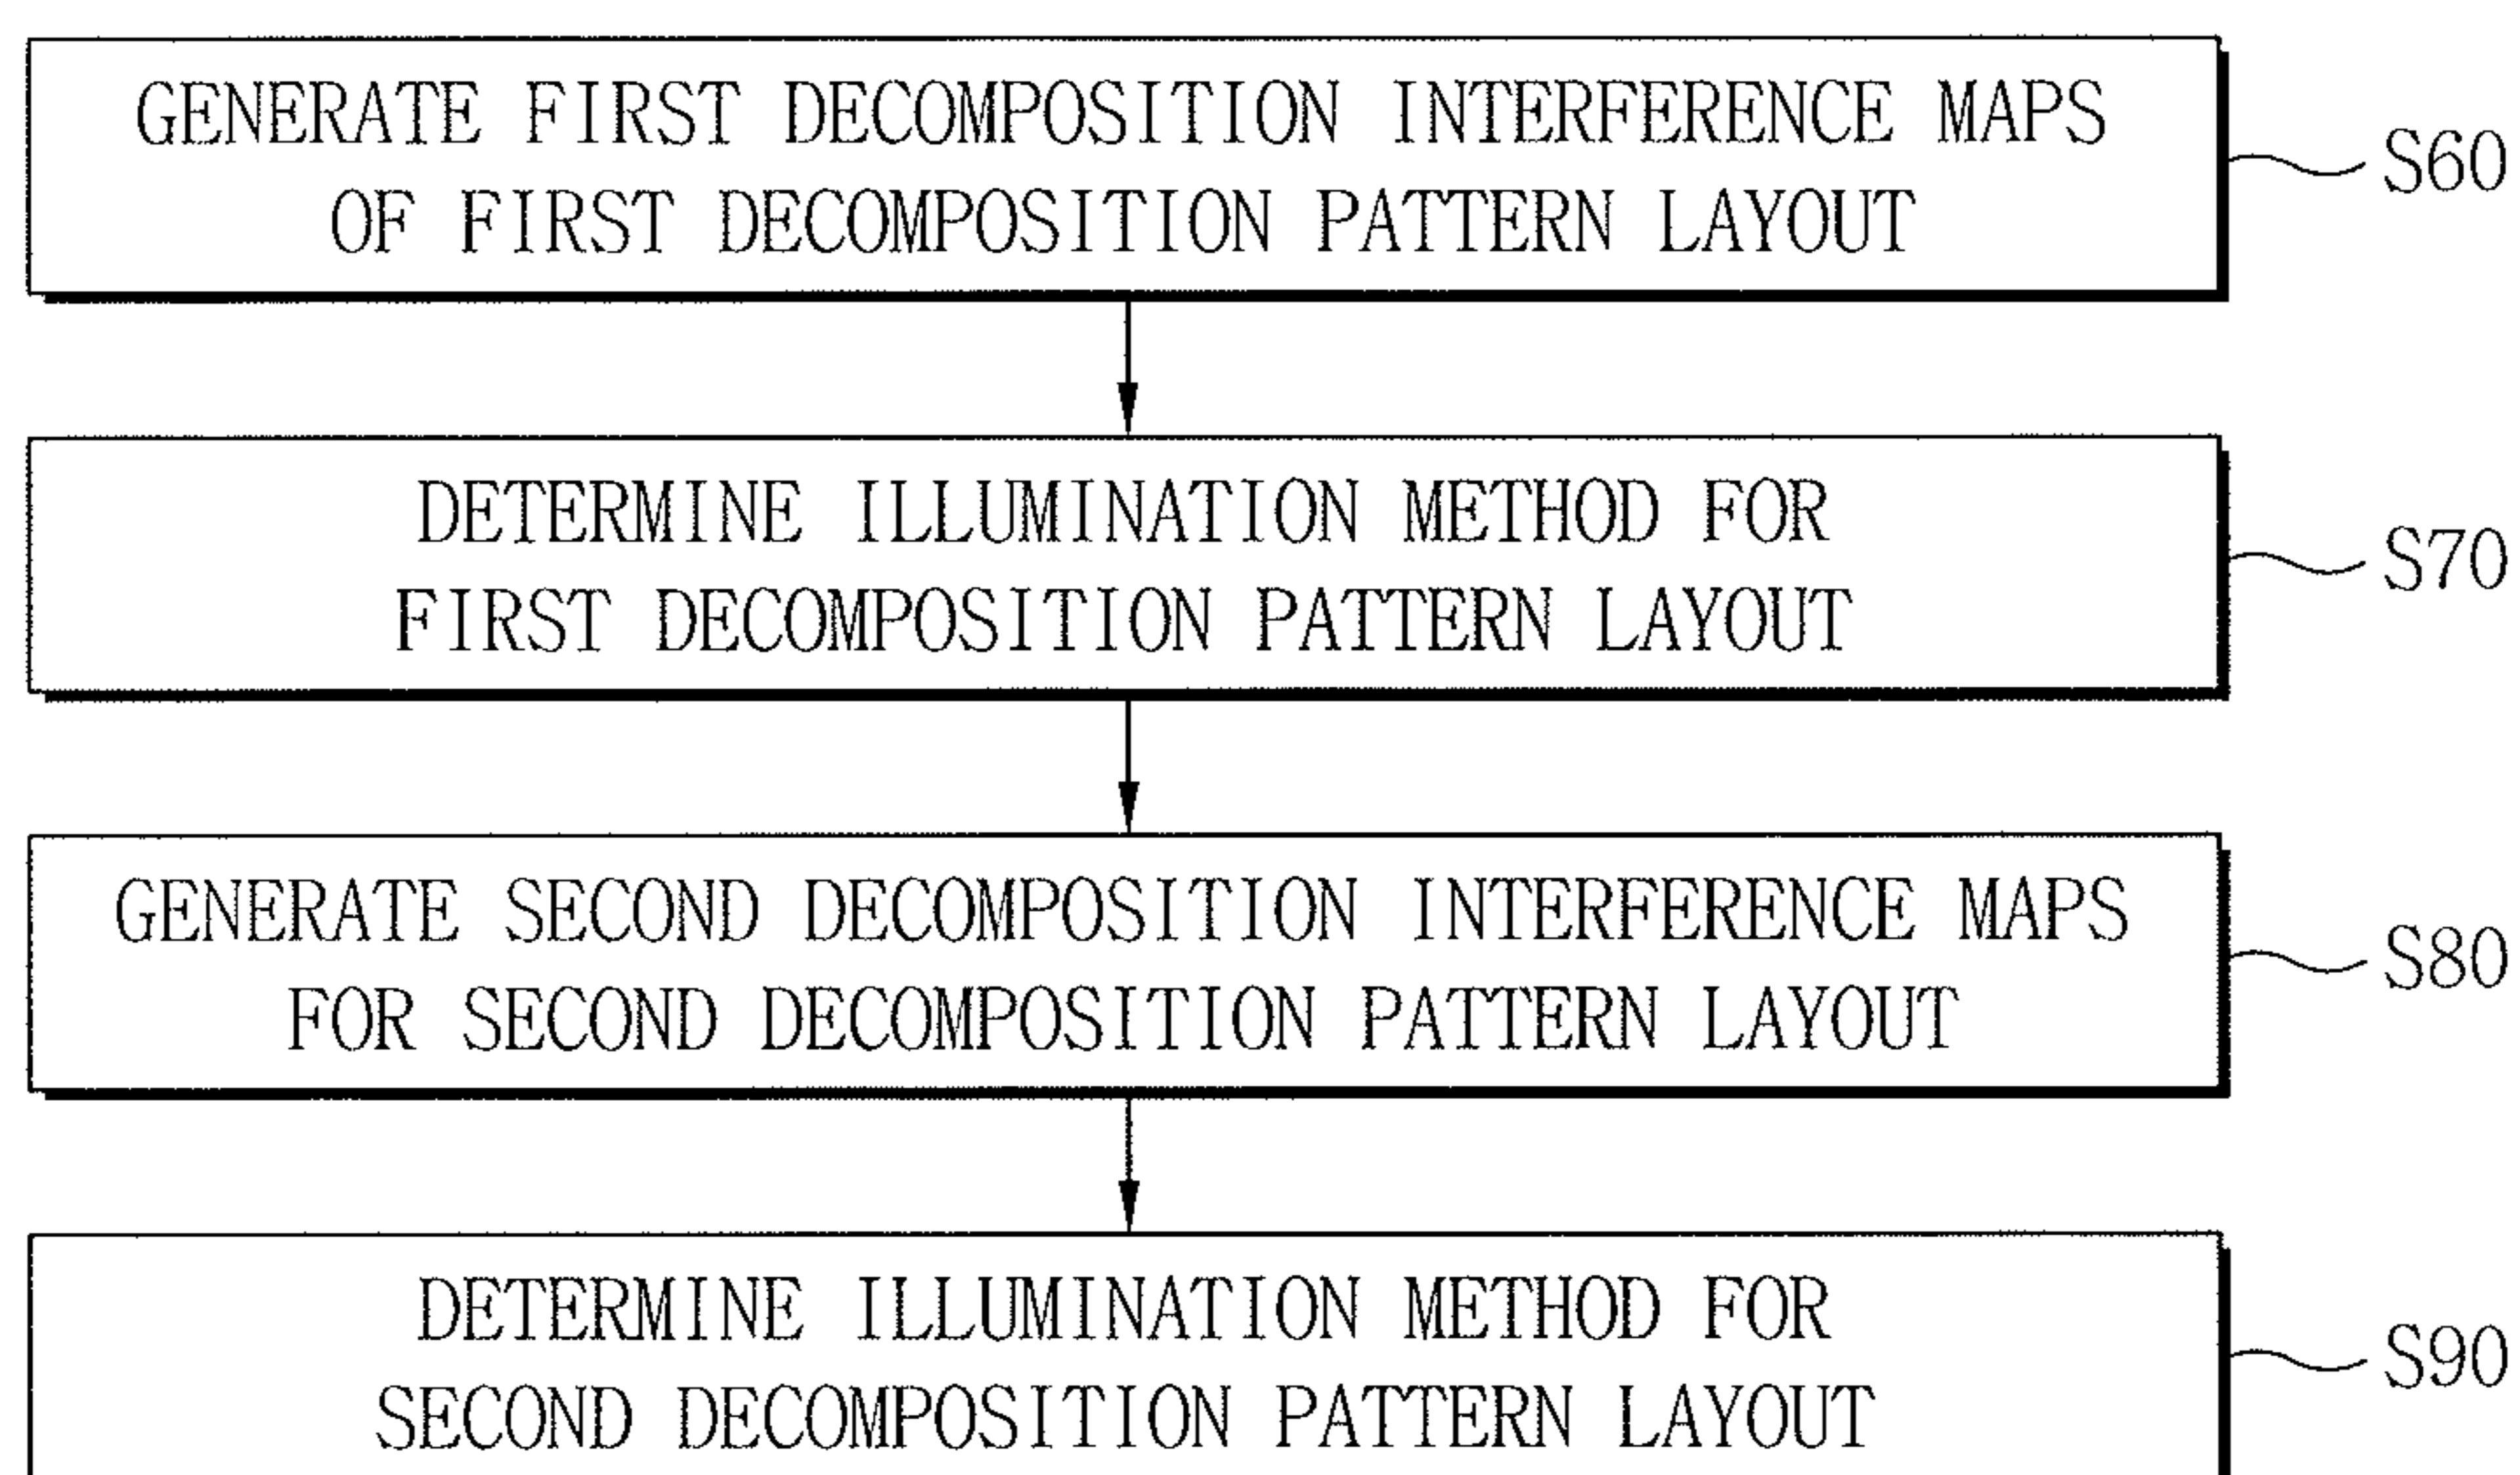 GENERATE FIRST DECOMPOSITION INTERFERENCE MAPS
OF FIRST DECOMPOSITION PATTERN LAYOUT
S60
DETERMINE ILLUMINATION METHOD FOR
FIRST DECOMPOSITION PATTERN LAYOUT
S70
GENERATE SECOND DECOMPOSITION INTERFERENCE MAPS
FOR SECOND DECOMPOSITION PATTERN LAYOUT
S80
DETERMINE ILLUMINATION METHOD FOR
SECOND DECOMPOSITION PATTERN LAYOUT
S90